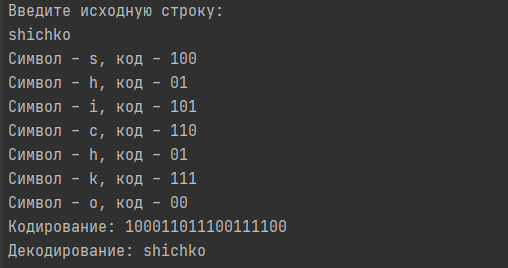 Введите исходную строку:
shichko
Символ - s, код - 100
Символ - h, код - 01
Символ - i, код - 101
Символ - c, код - 110
Символ - h, код - 01
Символ - k, код - 111
Символ - o, код - 00
Кодирование: 100011011100111100
Декодирование: shichko